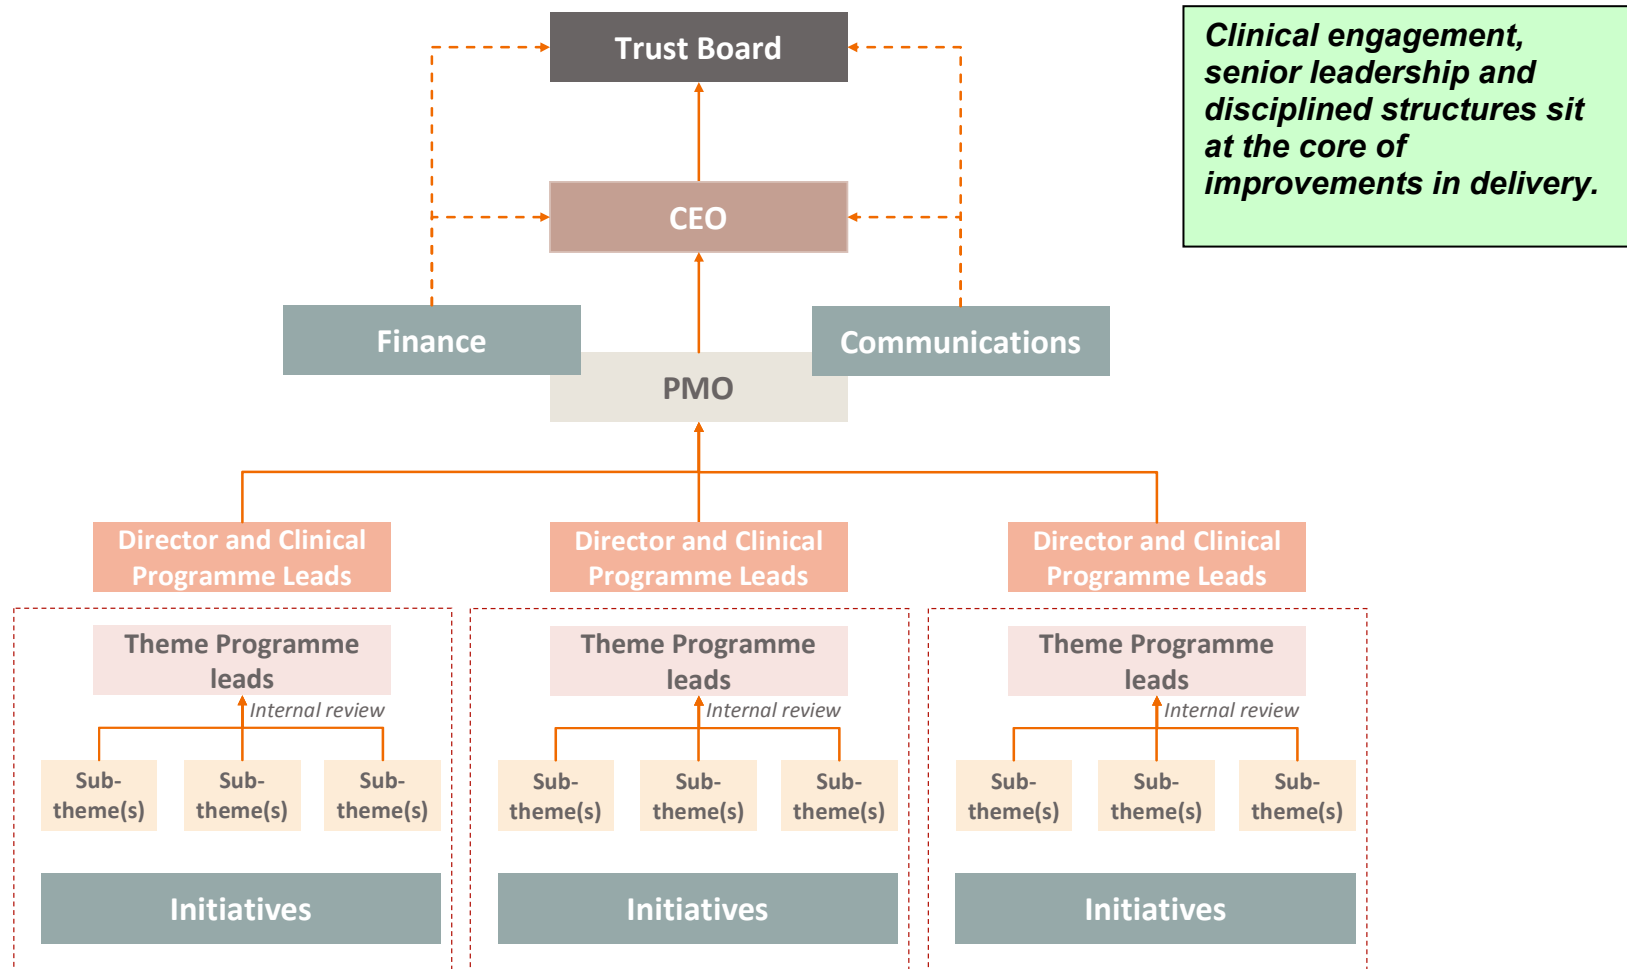 Trust Board
Clinical engagement,
senior leadership and
disciplined structures sit
at the core of
improvements in delivery.
CEO
Finance
Communications
PMO
Director and Clinical
Programme Leads
Director and Clinical
Programme Leads
Director and Clinical
Programme Leads
Theme Programme
leads
Theme Programme
leads
Theme Programme
leads
Internal review
Internal review
Internal review
Sub-
theme(s)
Sub-
theme(s)
Sub-
theme(s)
Sub-
theme(s)
Sub-
theme(s)
Sub-
theme(s)
Sub-
theme(s)
Sub-
theme(s)
Sub-
theme(s)
Initiatives
Initiatives
Initiatives